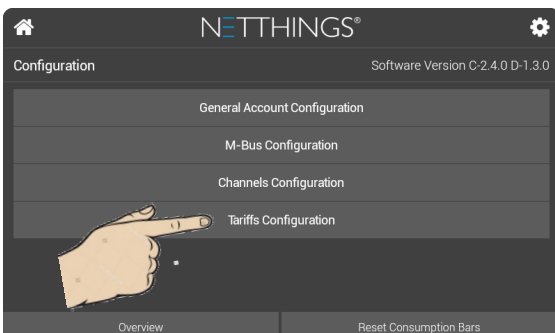 NETTHINGS®
Configuration
Software Version C-2.4.0 D-1.3.0
General Account Configuration
M-Bus Configuration
Channels Configuration
Tariffs Configuration
Overview
Reset Consumption Bars